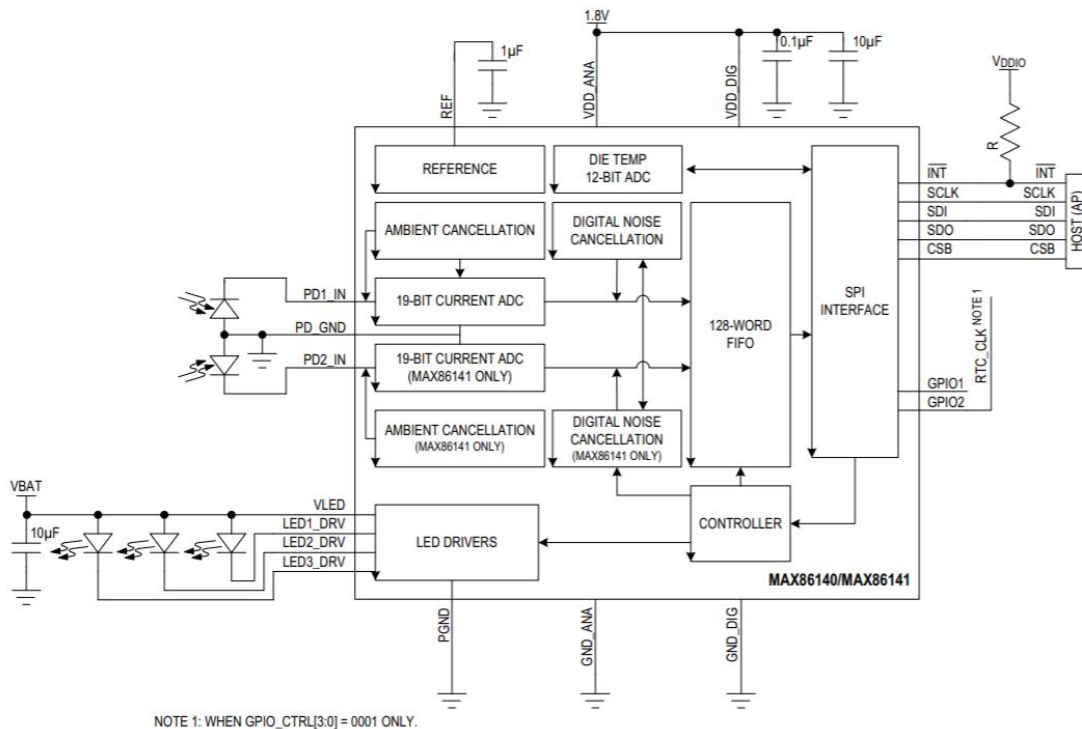 1.8V
1µF
0.1µF
10µF
VDDIO
REF
VDD_ANA
VDD_DIG
R
REFERENCE
DIE TEMP
12-BIT ADC
INT
INT
SCLK
SCLK
SDI
SDI
SDO
SDO
CSB
CSB
HOST (AP)
AMBIENT CANCELLATION
DIGITAL NOISE
CANCELLATION
PD1_IN
19-BIT CURRENT ADC
PD_GND
128-WORD
FIFO
SPI
INTERFACE
PD2_IN
19-BIT CURRENT ADC
(MAX86141 ONLY)
RTC_CLK NOTE 1
GPIO1
GPIO2
AMBIENT CANCELLATION
(MAX86141 ONLY)
DIGITAL NOISE
CANCELLATION
(MAX86141 ONLY)
VBAT
10µF
VLED
LED1_DRV
LED2_DRV
LED3_DRV
LED DRIVERS
CONTROLLER
MAX86140/MAX86141
PGND
GND_ANA
GND_DIG
NOTE 1: WHEN GPIO_CTRL[3:0] = 0001 ONLY.